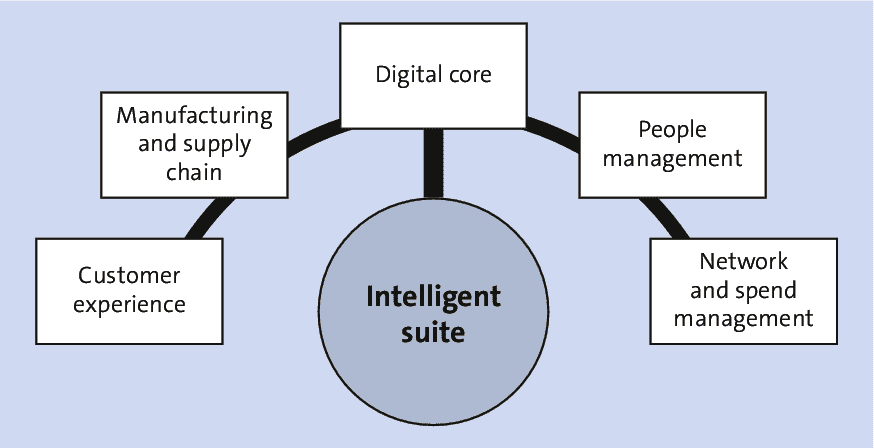 Digital core
Manufacturing
and supply
chain
People
management
Customer
experience
Intelligent
suite
Network
and spend
management